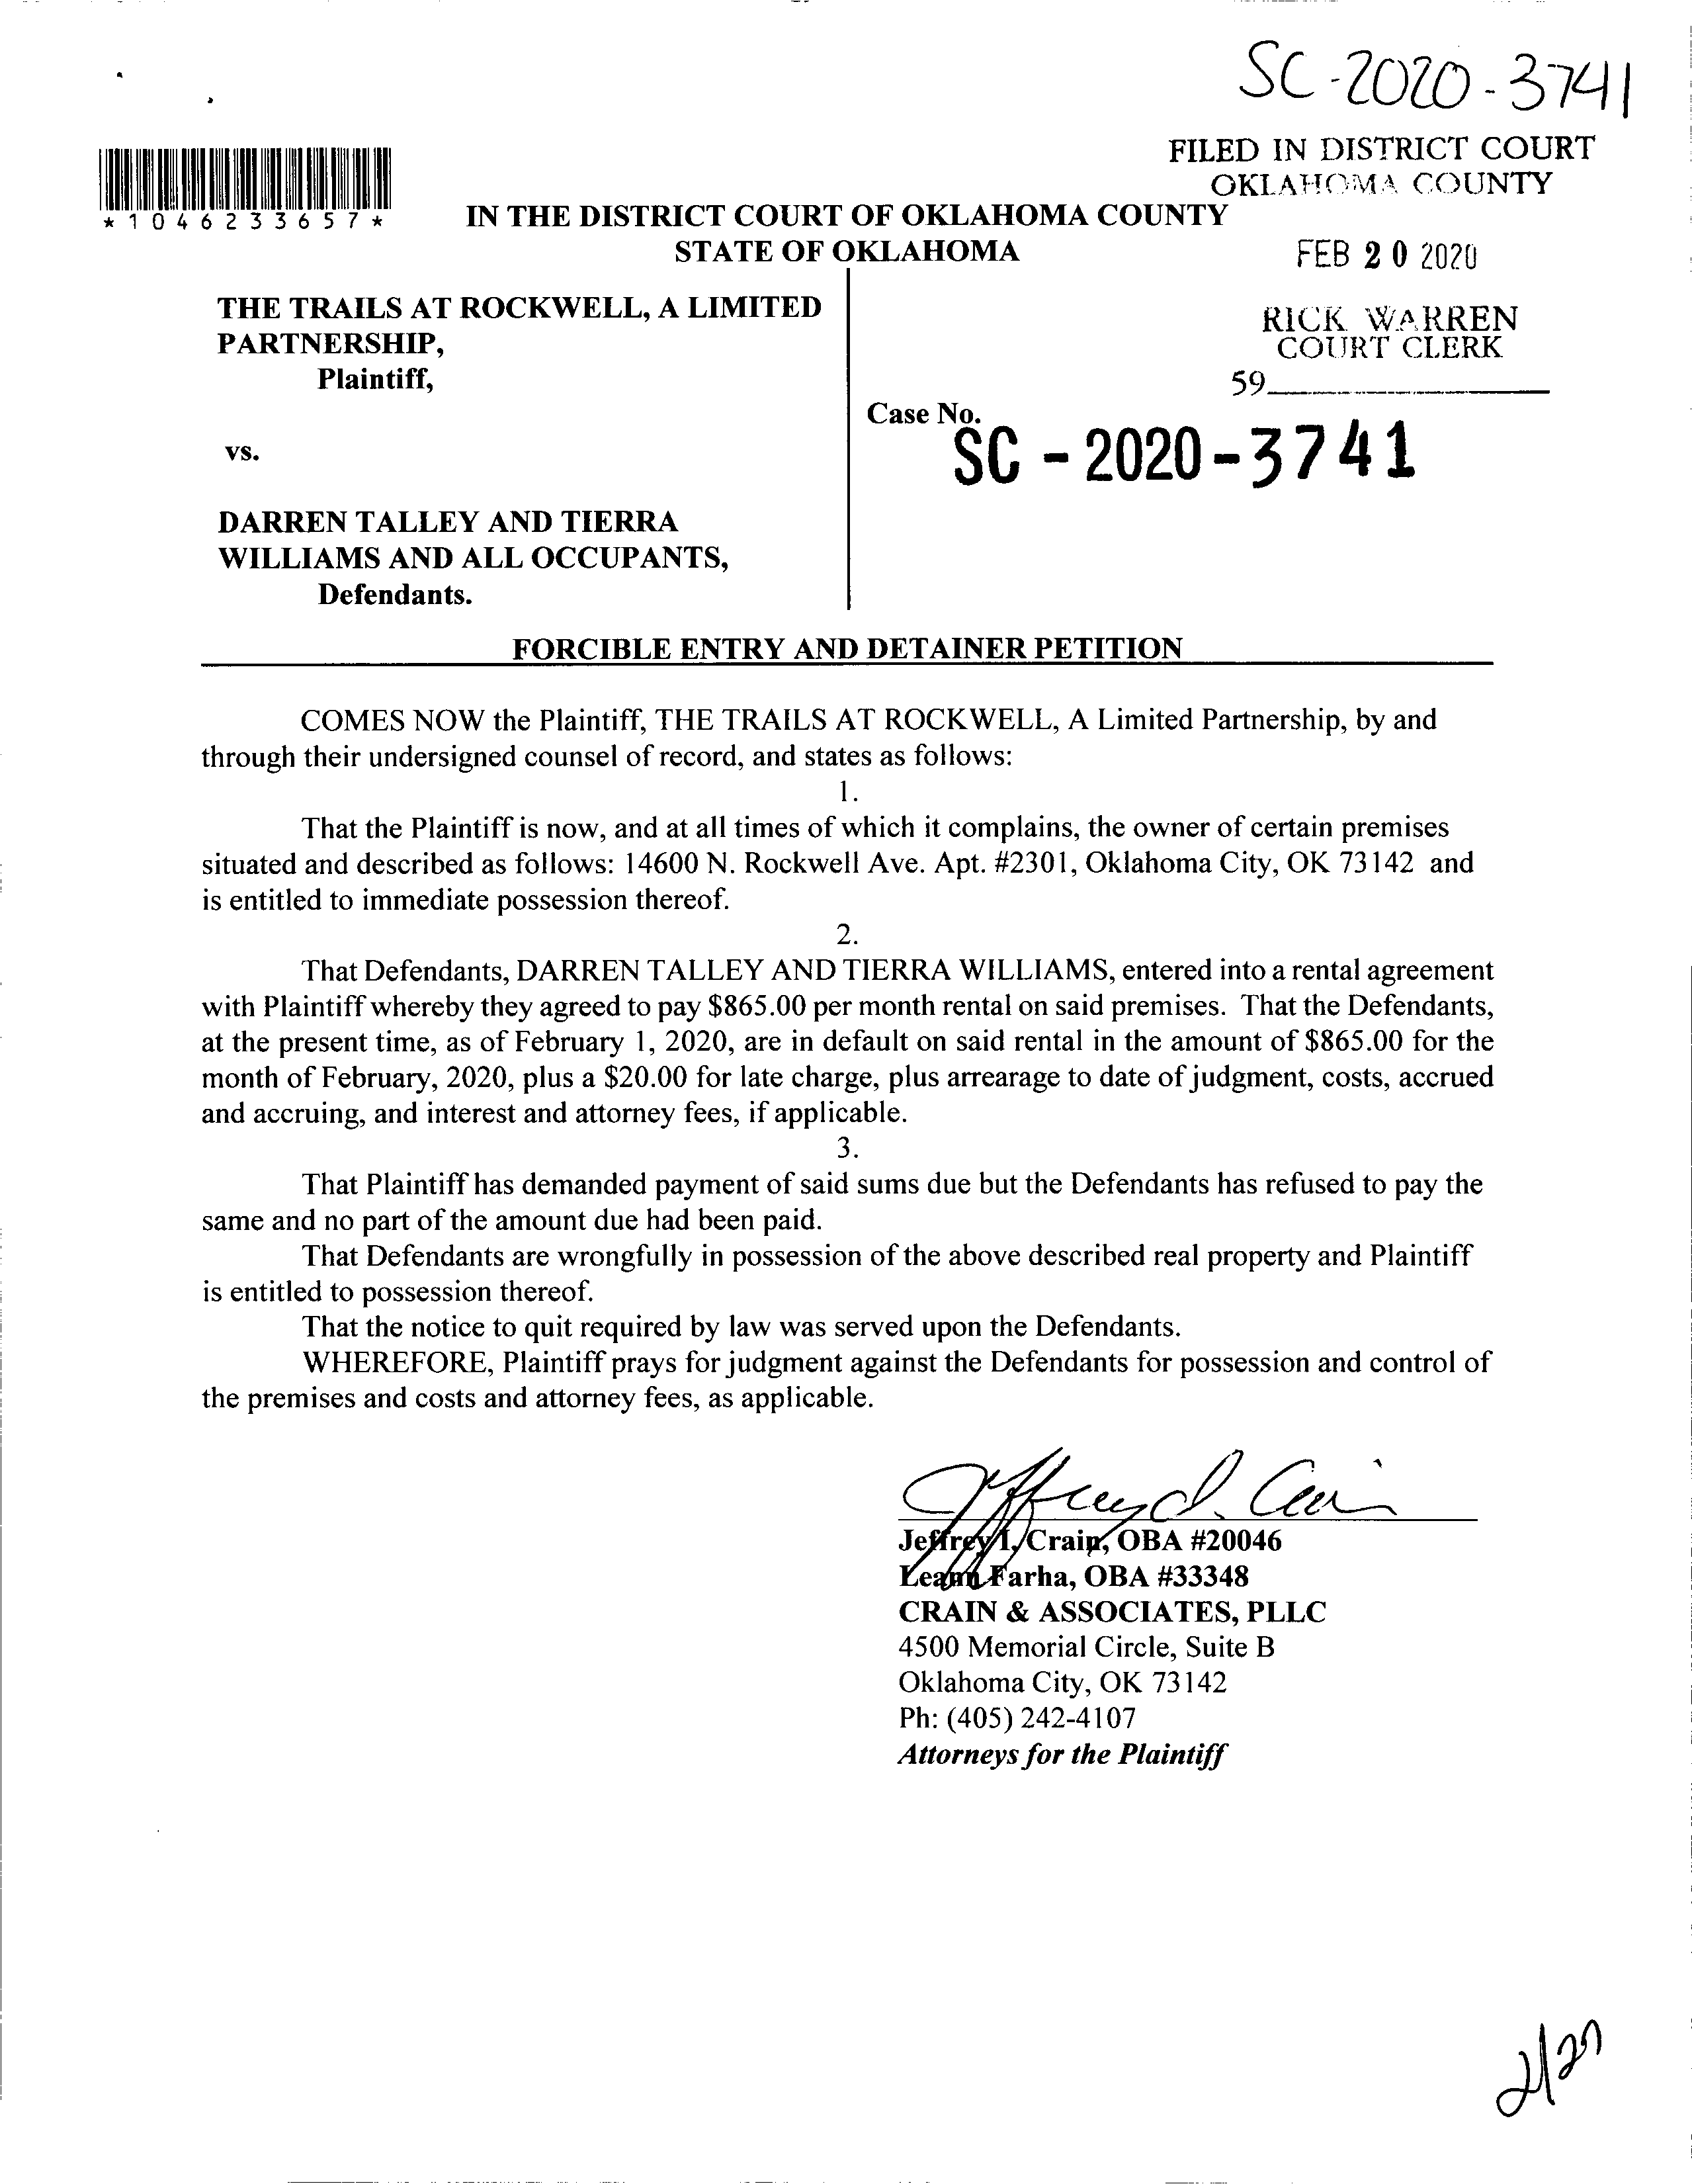 SC-2020-3741
FILED IN DISTRICT COURT
OKLAHOMA COUNTY
*1046233657*
IN THE DISTRICT COURT OF OKLAHOMA COUNTY
STATE OF OKLAHOMA
FEB 20 2020
THE TRAILS AT ROCKWELL, A LIMITED
PARTNERSHIP,
Plaintiff,
RICK WARREN
COURT CLERK
59
Case No.
SC - 2020-3741
vs.
DARREN TALLEY AND TIERRA
WILLIAMS AND ALL OCCUPANTS,
Defendants.
FORCIBLE ENTRY AND DETAINER PETITION
COMES NOW the Plaintiff, THE TRAILS AT ROCKWELL, A Limited Partnership, by and
through their undersigned counsel of record, and states as follows:
1.
That the Plaintiff is now, and at all times of which it complains, the owner of certain premises
situated and described as follows: 14600 N. Rockwell Ave. Apt. #2301, Oklahoma City, OK 73142 and
is entitled to immediate possession thereof.
2.
That Defendants, DARREN TALLEY AND TIERRA WILLIAMS, entered into a rental agreement
with Plaintiff whereby they agreed to pay $865.00 per month rental on said premises. That the Defendants,
at the present time, as of February 1, 2020, are in default on said rental in the amount of $865.00 for the
month of February, 2020, plus a $20.00 for late charge, plus arrearage to date of judgment, costs, accrued
and accruing, and interest and attorney fees, if applicable.
3.
That Plaintiff has demanded payment of said sums due but the Defendants has refused to pay the
same and no part of the amount due had been paid.
That Defendants are wrongfully in possession of the above described real property and Plaintiff
is entitled to possession thereof.
That the notice to quit required by law was served upon the Defendants.
WHEREFORE, Plaintiff prays for judgment against the Defendants for possession and control of
the premises and costs and attorney fees, as applicable.
Jeffrey I. Crain
Jeffrey I. Crain, OBA #20046
Leann Farha, OBA #33348
CRAIN & ASSOCIATES, PLLC
4500 Memorial Circle, Suite B
Oklahoma City, OK 73142
Ph: (405) 242-4107
Attorneys for the Plaintiff
2/27